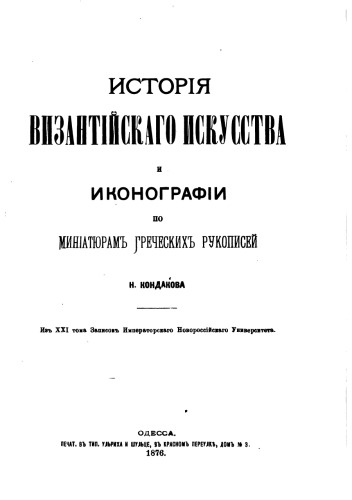 ИСТОРІЯ
ВИЗАНТІЙСКАГО ИСКУССТВА
И
ИКОНОГРАФІИ
ПО
МИНІАТЮРАМЪ ГРЕЧЕСКИХЪ РУКОПИСЕЙ
Н. КОНДАКОВА
Изъ XXI тома Записокъ Императорскаго Новороссійскаго Университета.
ОДЕССА.
ПЕЧАТ. ВЪ ТИП. УЛЬРИХА И ШУЛЬЦЕ, ВЪ КРАСНОМЪ ПЕРЕУЛКѢ, ДОМЪ № 3.
1876.